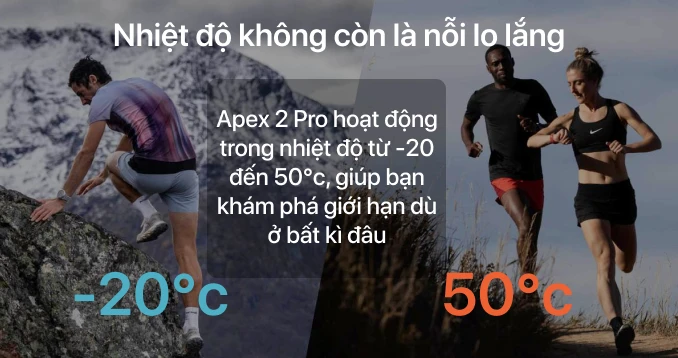 Nhiệt độ không còn là nỗi lo lắng
Apex 2 Pro hoạt động
trong nhiệt độ từ -20
đến 50°c, giúp bạn
khám phá giới hạn dù
ở bất kì đâu
-20°c
50°c